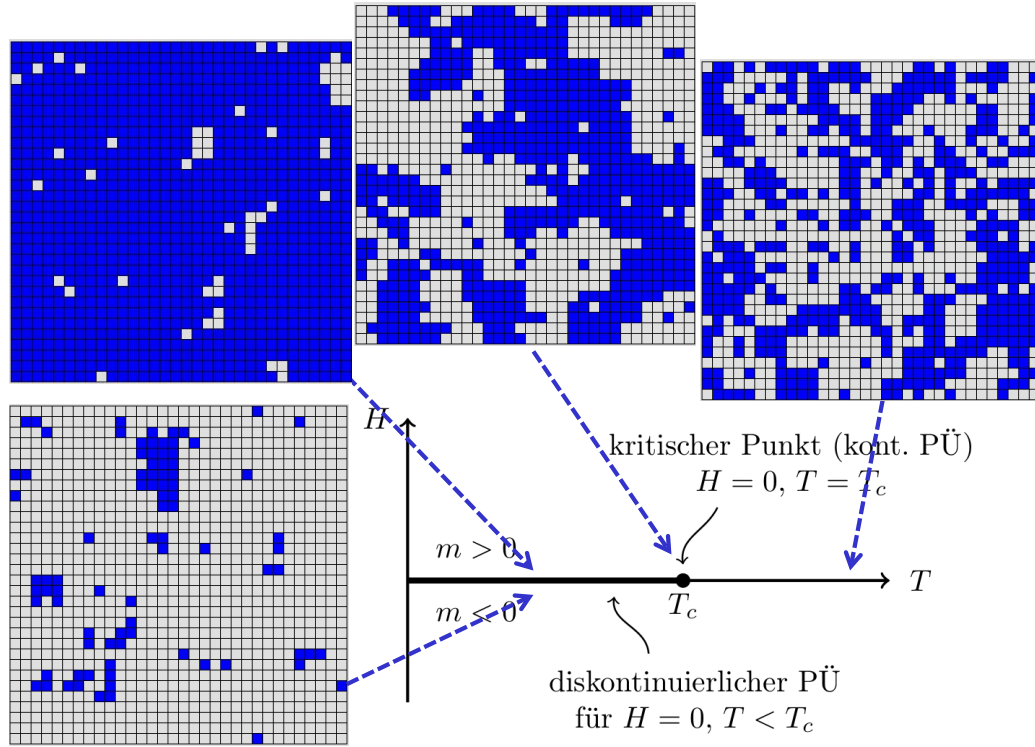 H
kritischer Punkt (kont. PÜ)
H = 0, T = T_c
m > 0
T
m < 0
T_c
diskontinuierlicher PÜ
für H = 0, T < T_c